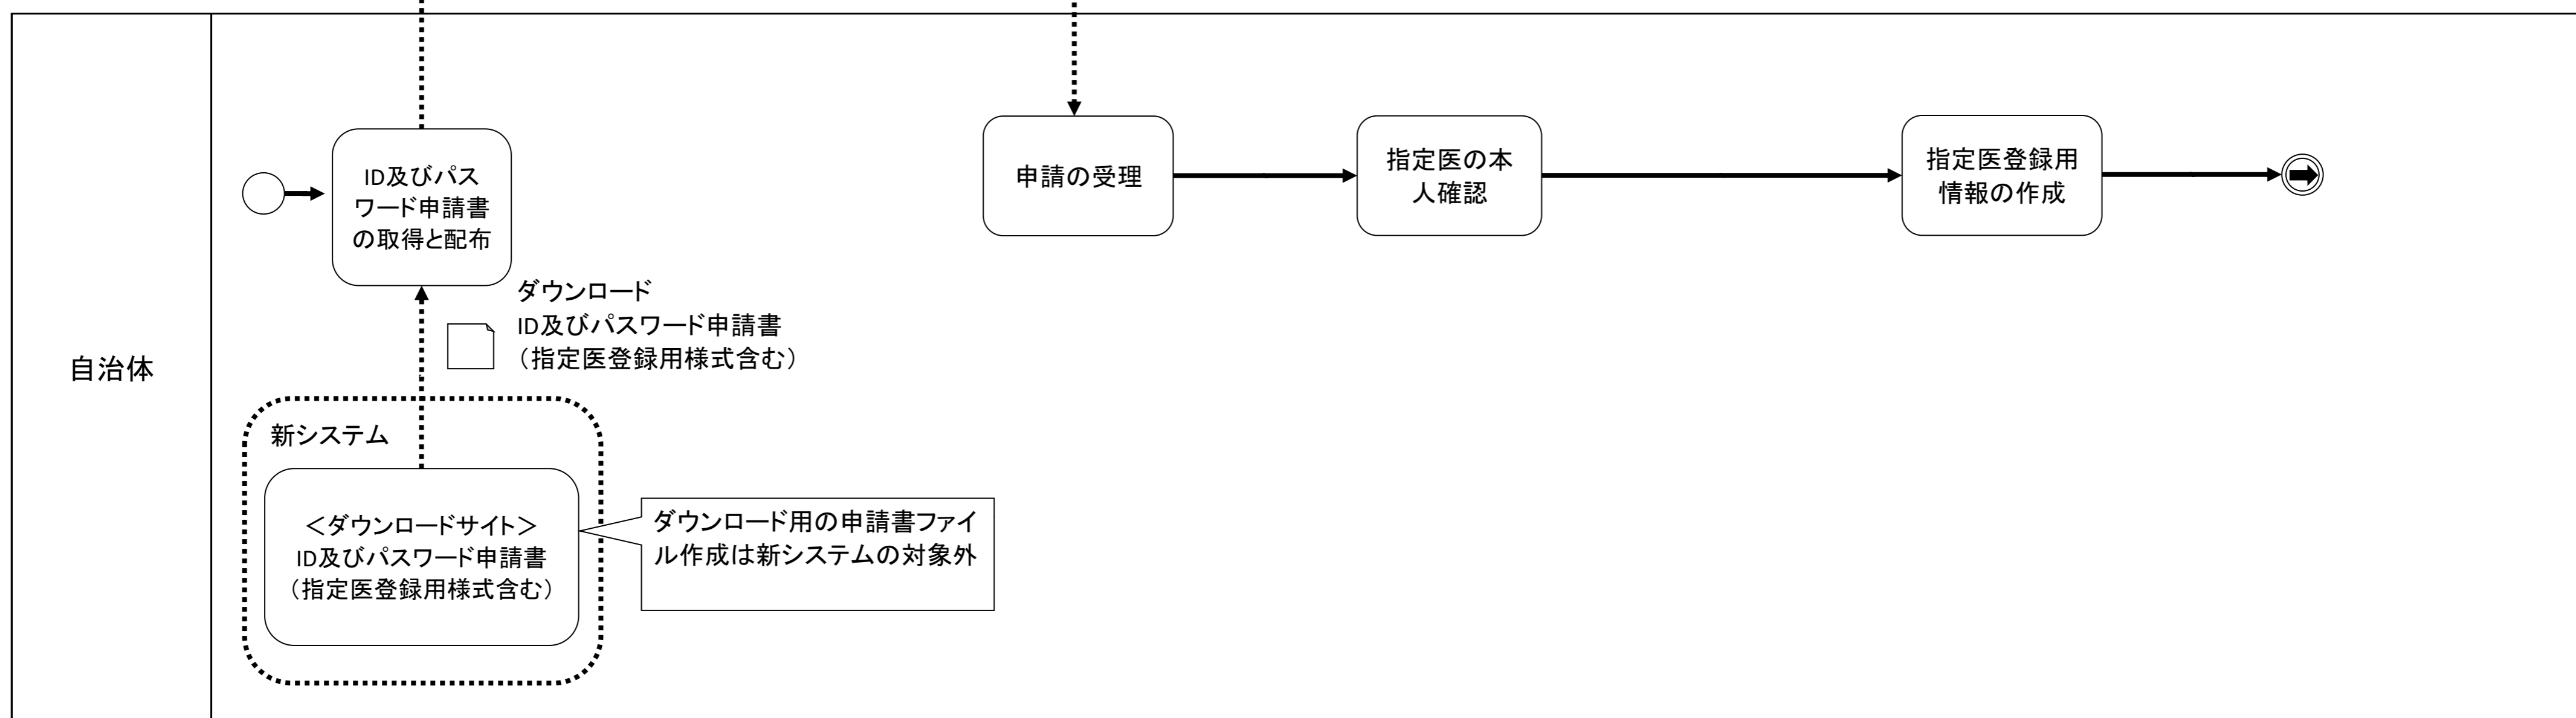 自治体
ID及びパス
ワード申請書
の取得と配布
申請の受理
指定医の本
人確認
指定医登録用
情報の作成
ダウンロード
ID及びパスワード申請書
（指定医登録用様式含む）
新システム
＜ダウンロードサイト＞
ID及びパスワード申請書
（指定医登録用様式含む）
ダウンロード用の申請書ファイ
ル作成は新システムの対象外